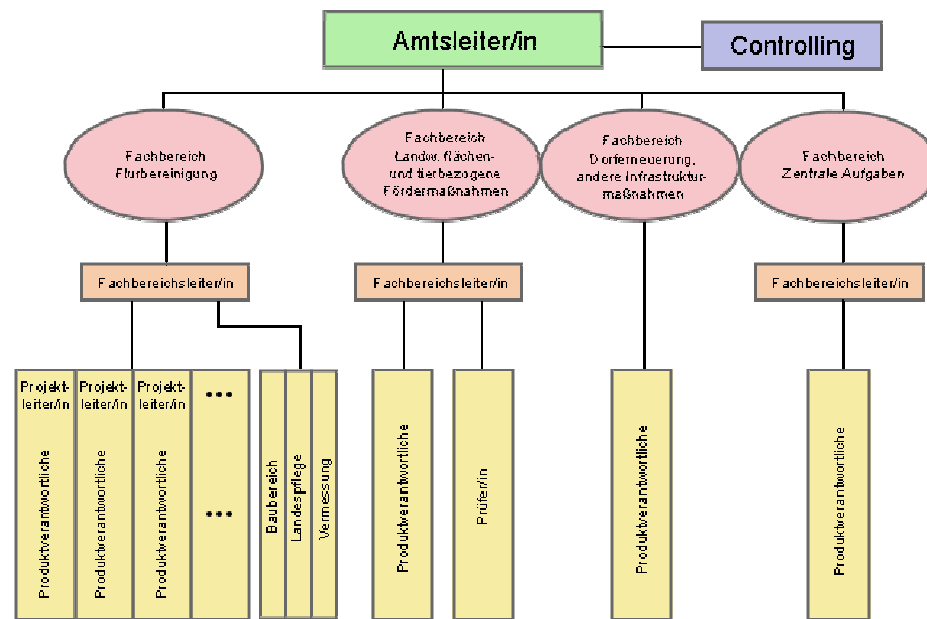 Amtsleiter/in
Controlling
Fachbereich
Flurbereinigung
Fachbereich
Landw. flächen-
und tierbezogene
Fördermaßnahmen
Fachbereich
Dorferneuerung,
andere Infrastruktur-
maßnahmen
Fachbereich
Zentrale Aufgaben
Fachbereichsleiter/in
Fachbereichsleiter/in
Fachbereichsleiter/in
Projekt-
leiter/in
Produktverantwortliche
Projekt-
leiter/in
Produktverantwortliche
Projekt-
leiter/in
Produktverantwortliche
...
...
Baubereich
Landespflege
Vermessung
Produktverantwortliche
Prüfer/in
Produktverantwortliche
Produktverantwortliche